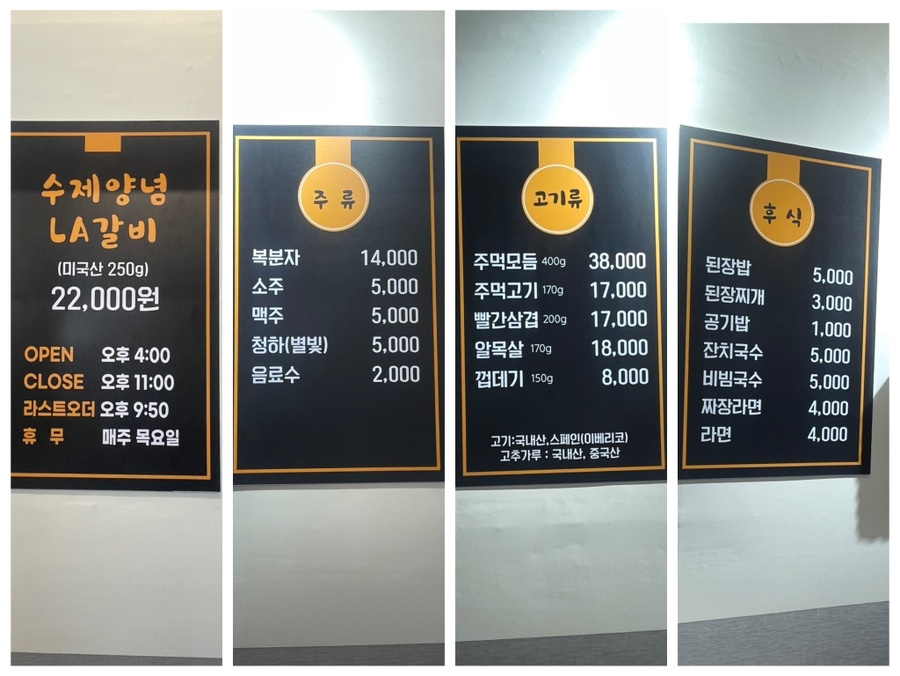 수제양념
LA갈비
(미국산 250g)
22,000원
OPEN 오후 4:00
CLOSE 오후 11:00
라스트오더 오후 9:50
휴 무 매주 목요일
주 류
복분자 14,000
소주 5,000
맥주 5,000
청하(별빛) 5,000
음료수 2,000
고기류
주먹모듬 400g 38,000
주먹고기 170g 17,000
빨간삼겹 200g 17,000
알목살 170g 18,000
껍데기 150g 8,000
고기:국내산,스페인(이베리코)
고추가루 : 국내산, 중국산
후 식
된장밥 5,000
된장찌개 3,000
공기밥 1,000
잔치국수 5,000
비빔국수 5,000
짜장라면 4,000
라면 4,000